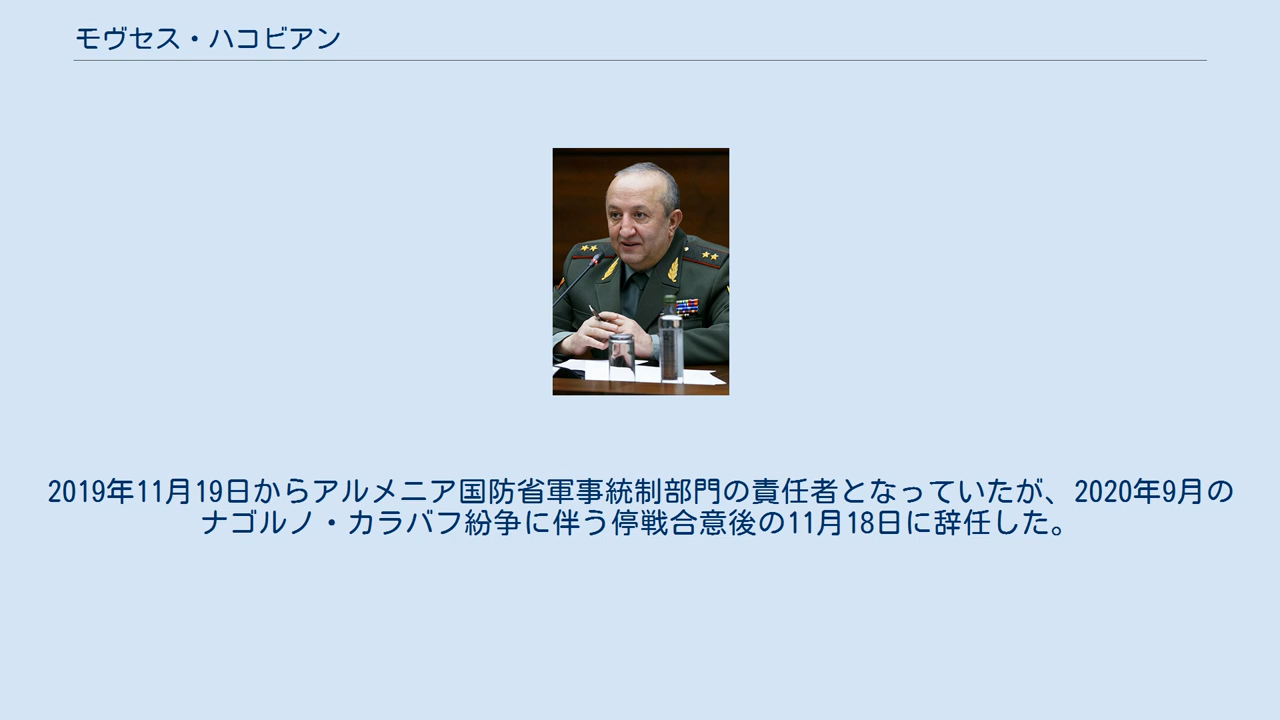 モヴセス・ハコビアン
2019年11月19日からアルメニア国防省軍事統制部門の責任者となっていたが、2020年9月の
ナゴルノ・カラバフ紛争に伴う停戦合意後の11月18日に辞任した。